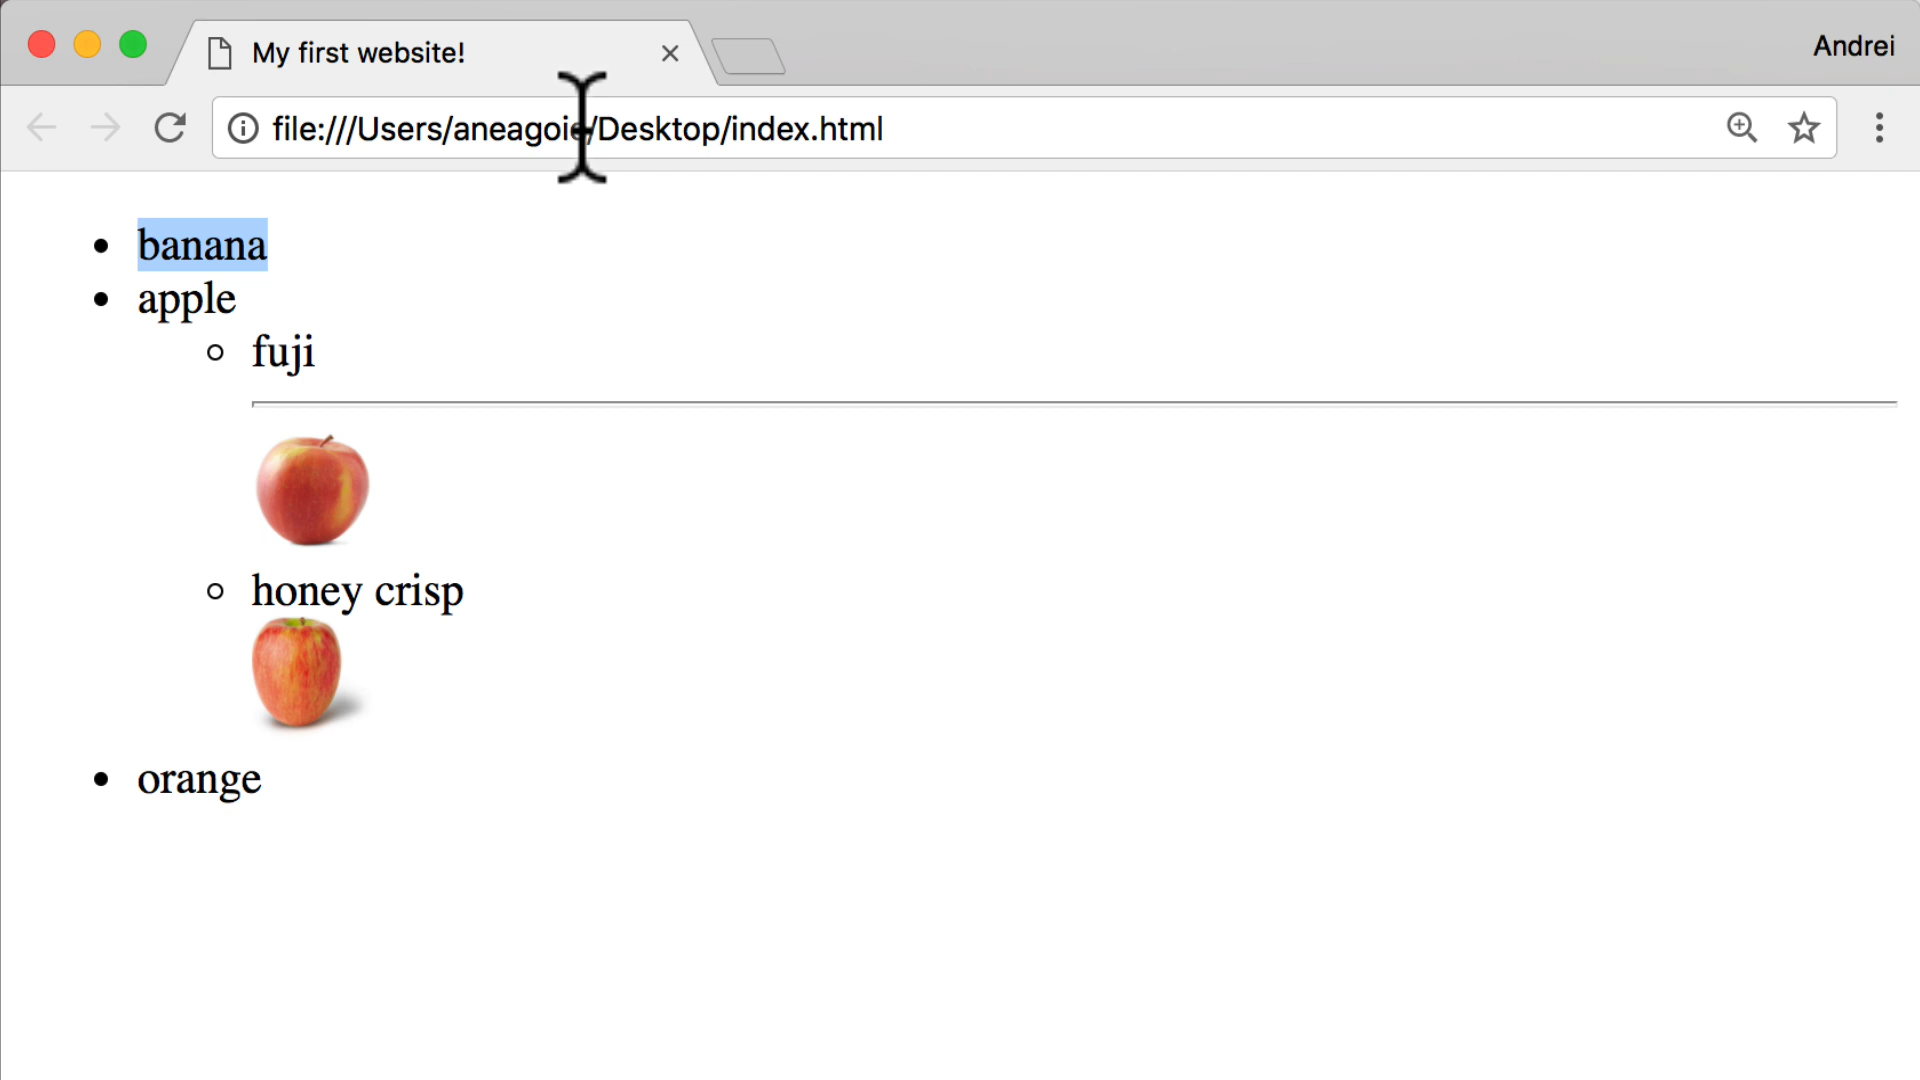 My first website!
Andrei
file:///Users/aneagoie/Desktop/index.html
banana
apple
fuji
honey crisp
orange